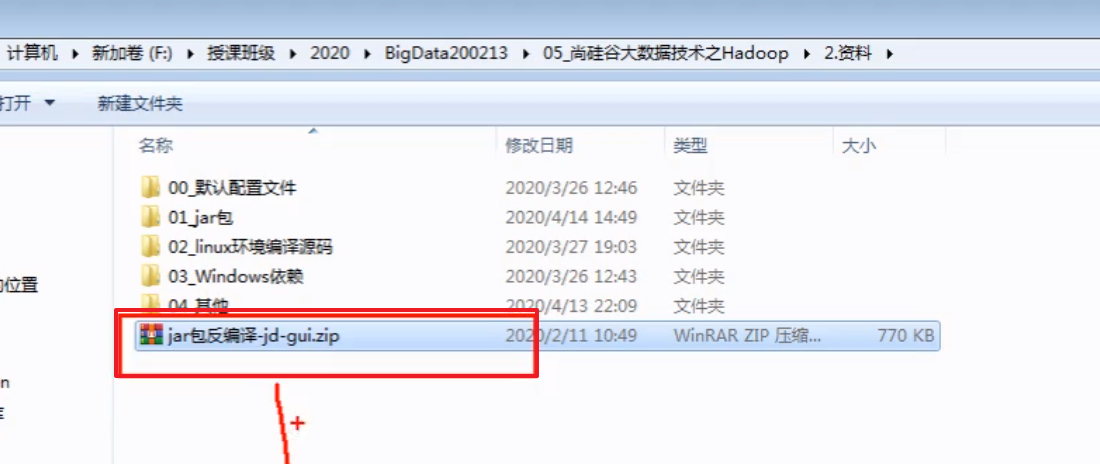 计算机 ▸ 新加卷 (F:) ▸ 授课班级 ▸ 2020 ▸ BigData200213 ▸ 05_尚硅谷大数据技术之Hadoop ▸ 2.资料 ▸
打开 ▼ 新建文件夹
名称 修改日期 类型 大小
00_默认配置文件 2020/3/26 12:46 文件夹
01_jar包 2020/4/14 14:49 文件夹
02_linux环境编译源码 2020/3/27 19:03 文件夹
03_Windows依赖 2020/3/26 12:43 文件夹
的位置
04_其他 2020/4/13 22:09 文件夹
jar包反编译-jd-gui.zip 2020/2/11 10:49 WinRAR ZIP 压缩... 770 KB
n